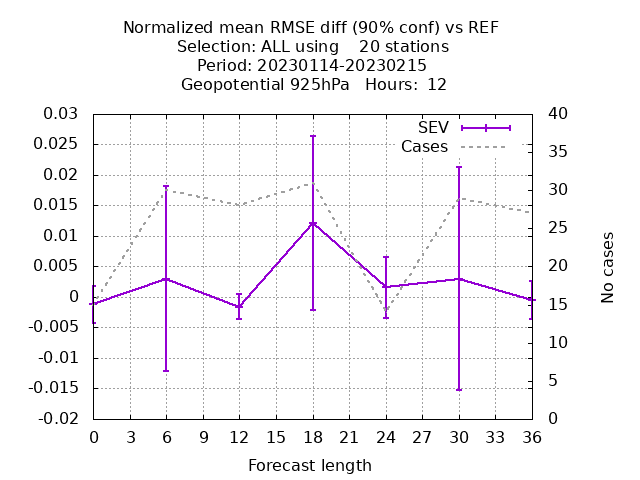 Normalized mean RMSE diff (90% conf) vs REF
Selection: ALL using    20 stations
Period: 20230114-20230215
Geopotential 925hPa   Hours:  12
SEV
Cases
0.03
0.025
0.02
0.015
0.01
0.005
0
-0.005
-0.01
-0.015
-0.02
40
35
30
25
20
15
10
5
0
No cases
0 3 6 9 12 15 18 21 24 27 30 33 36
Forecast length